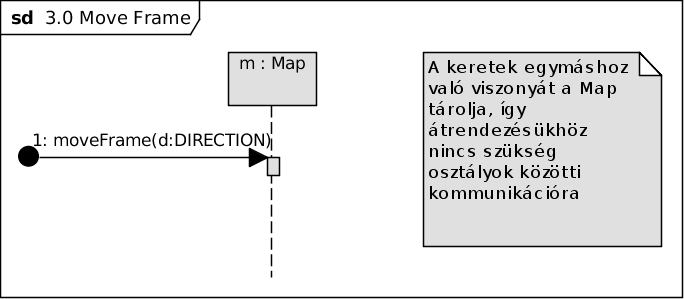 sd 3.0 Move Frame
m : Map
A keretek egymáshoz
való viszonyát a Map
tárolja, így
átrendezésükhöz
nincs szükség
osztályok közötti
kommunikációra
1: moveFrame(d:DIRECTION)